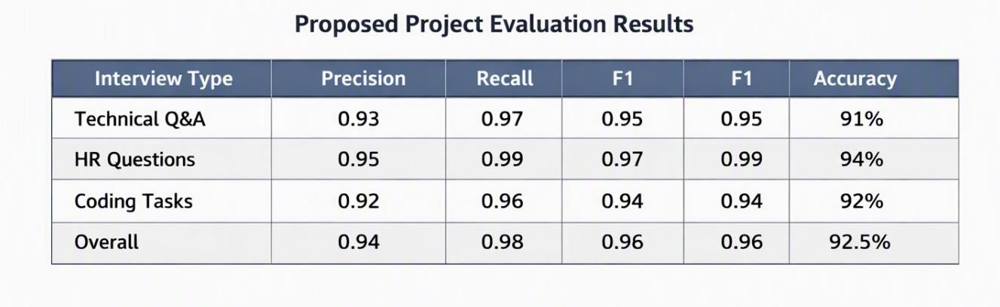 Proposed Project Evaluation Results
Interview Type Precision Recall F1 F1 Accuracy
Technical Q&A 0.93 0.97 0.95 0.95 91%
HR Questions 0.95 0.99 0.97 0.99 94%
Coding Tasks 0.92 0.96 0.94 0.94 92%
Overall 0.94 0.98 0.96 0.96 92.5%